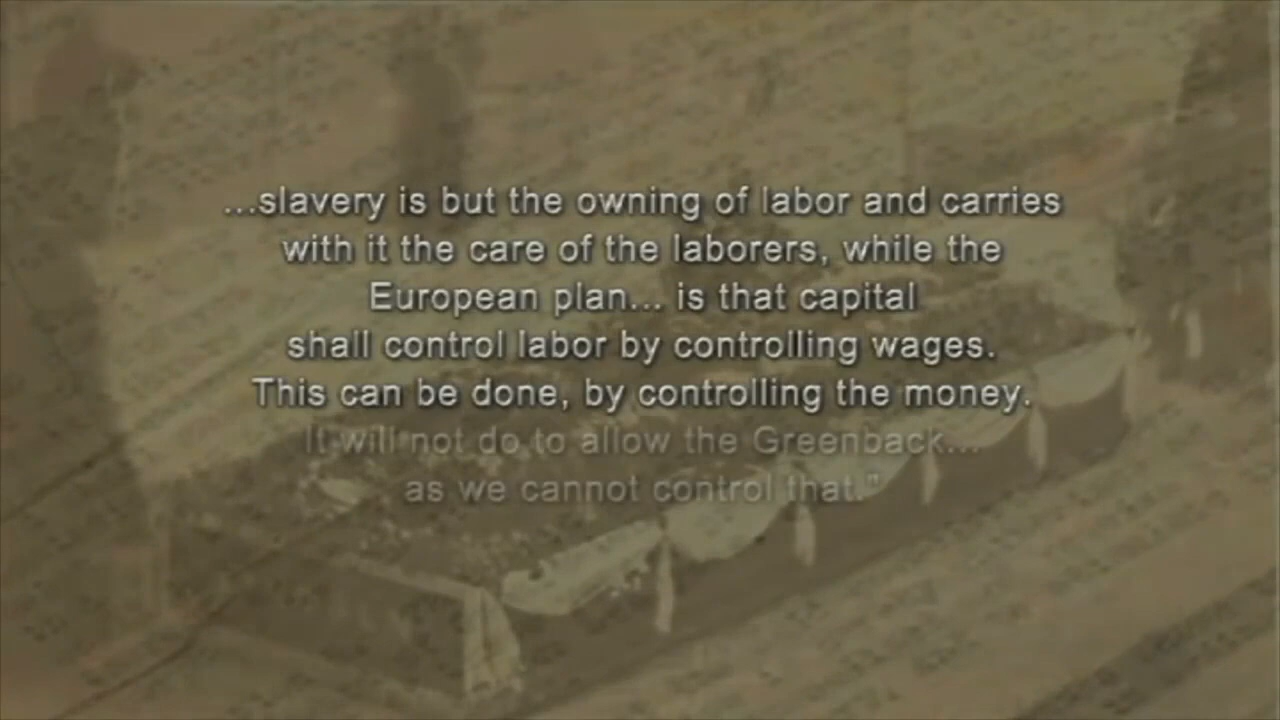 ...slavery is but the owning of labor and carries
with it the care of the laborers, while the
European plan... is that capital
shall control labor by controlling wages.
This can be done, by controlling the money.
It will not do to allow the Greenback...
as we cannot control that."